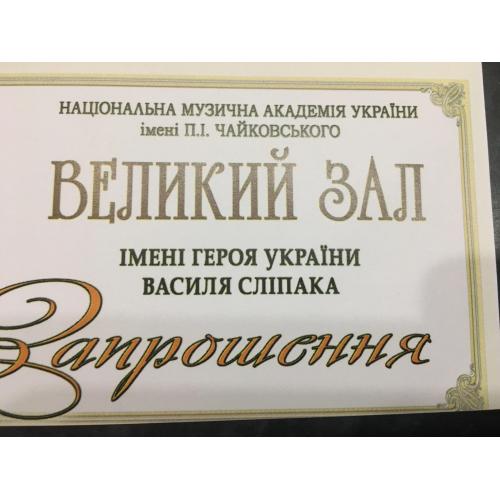 НАЦІОНАЛЬНА МУЗИЧНА АКАДЕМІЯ УКРАЇНИ
імені П.І. ЧАЙКОВСЬКОГО
ВЕЛИКИЙ ЗАЛ
ІМЕНІ ГЕРОЯ УКРАЇНИ
ВАСИЛЯ СЛІПАКА
Запрошення